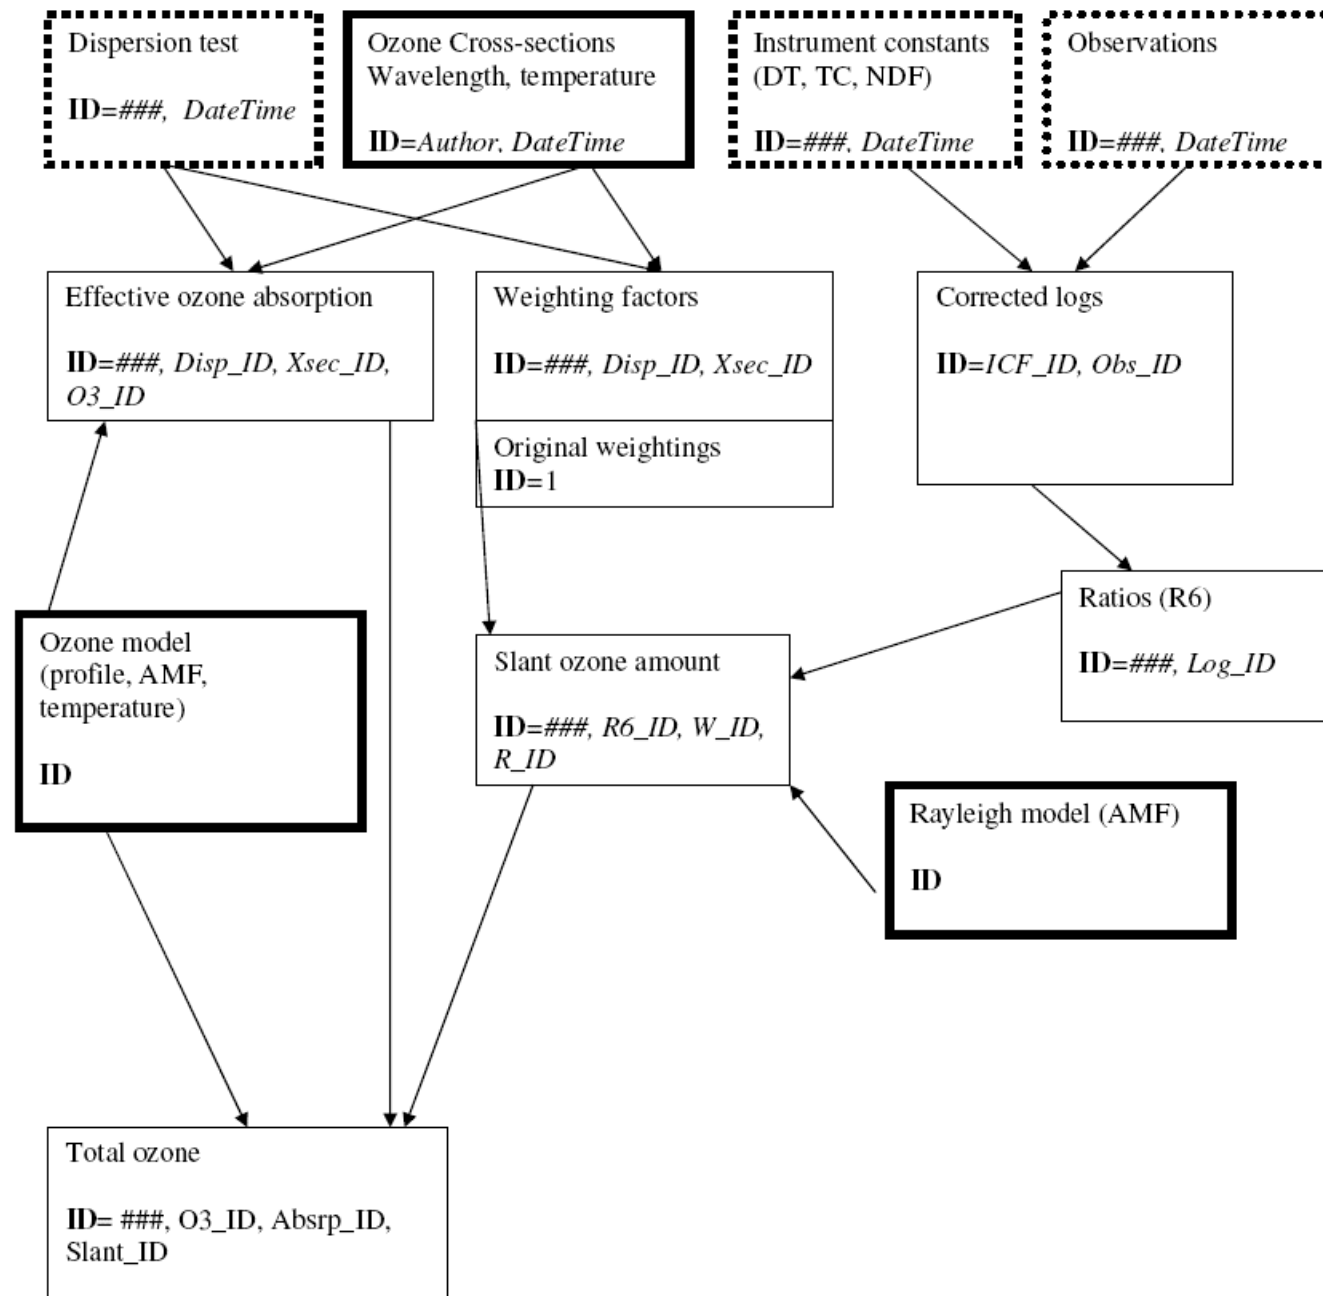 Dispersion test
ID=###, DateTime
Ozone Cross-sections
Wavelength, temperature
ID=Author, DateTime
Instrument constants
(DT, TC, NDF)
ID=###, DateTime
Observations
ID=###, DateTime
Effective ozone absorption
ID=###, Disp_ID, Xsec_ID,
O3_ID
Weighting factors
ID=###, Disp_ID, Xsec_ID
Original weightings
ID=1
Corrected logs
ID=ICF_ID, Obs_ID
Ratios (R6)
ID=###, Log_ID
Ozone model
(profile, AMF,
temperature)
ID
Slant ozone amount
ID=###, R6_ID, W_ID,
R_ID
Rayleigh model (AMF)
ID
Total ozone
ID= ###, O3_ID, Absrp_ID,
Slant_ID